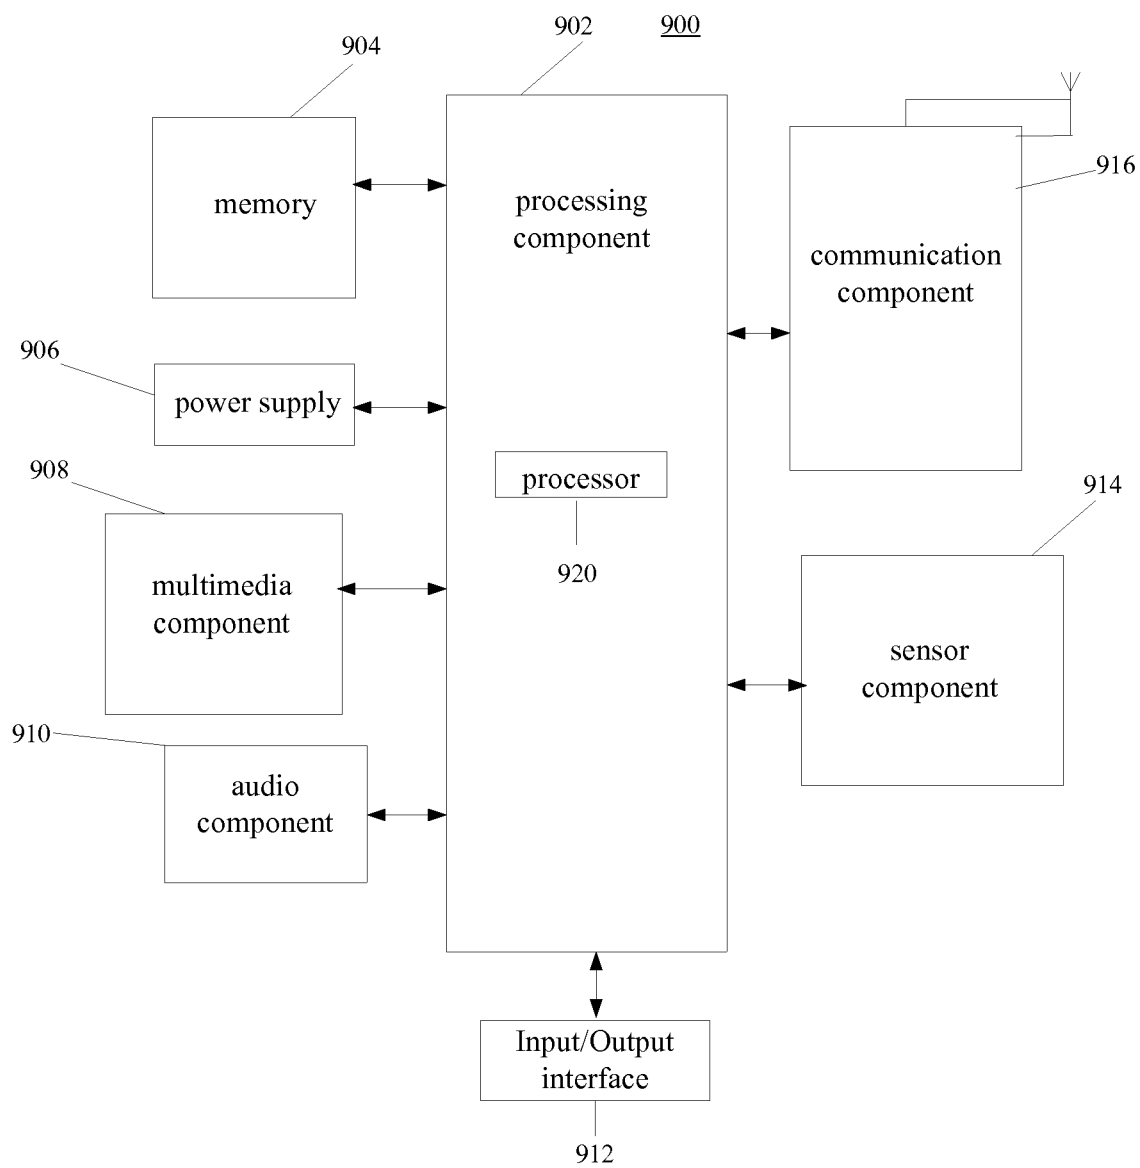 902
900
904
916
memory
processing
component
communication
component
906
power supply
908
processor
914
920
multimedia
component
sensor
component
910
audio
component
Input/Output
interface
912